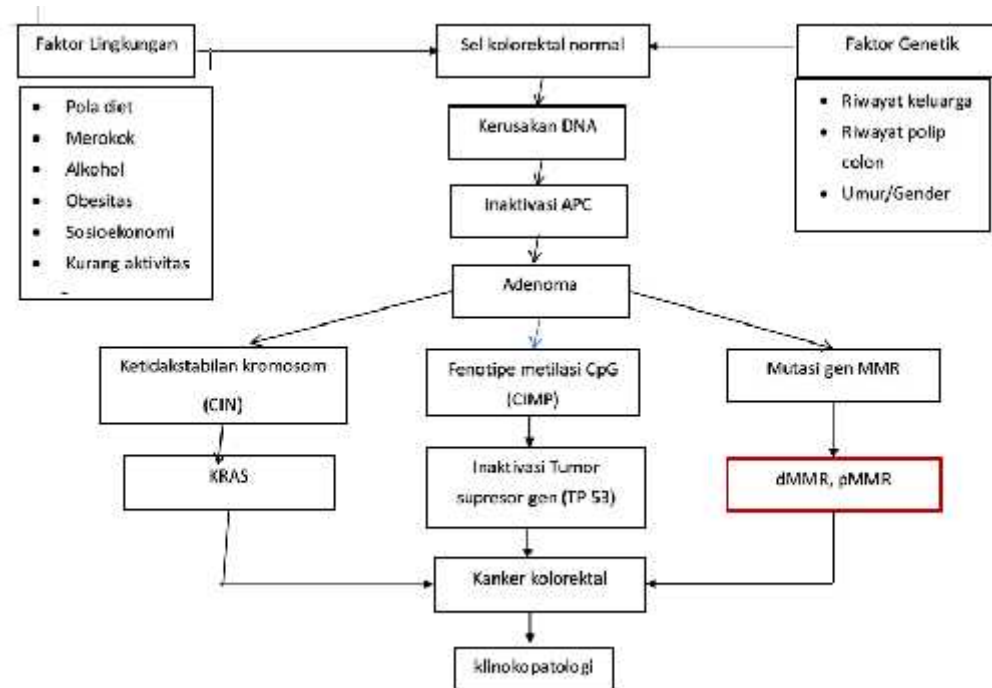 Faktor Lingkungan
Sel kolorektal normal
Faktor Genetik
• Pola diet
• Merokok
• Alkohol
• Obesitas
• Sosioekonomi
• Kurang aktivitas
• Riwayat keluarga
• Riwayat polip
colon
• Umur/Gender
Kerusakan DNA
Inaktivasi APC
Adenoma
Ketidakstabilan kromosom
(CIN)
Fenotipe metilasi CpG
(CIMP)
Mutasi gen MMR
KRAS
Inaktivasi Tumor
supresor gen (TP 53)
dMMR, pMMR
Kanker kolorektal
klinokopatologi